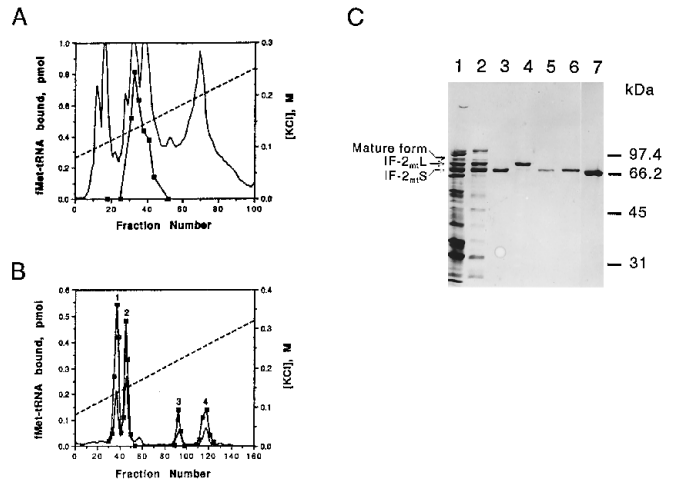 A
fMet-tRNA bound, pmol
1.0
0.8
0.6
0.4
0.2
0.0
0 20 40 60 80 100
Fraction Number
0.3
0.2
0.1
0.0
[KCl], M
B
fMet-tRNA bound, pmol
0.6
0.5
0.4
0.3
0.2
0.1
0.0
1
2
3
4
0 20 40 60 80 100 120 140 160
Fraction Number
0.4
0.3
0.2
0.1
0.0
[KCl], M
C
1 2 3 4 5 6 7
kDa
Mature form
IF-2mtL
IF-2mtS
97.4
66.2
45
31